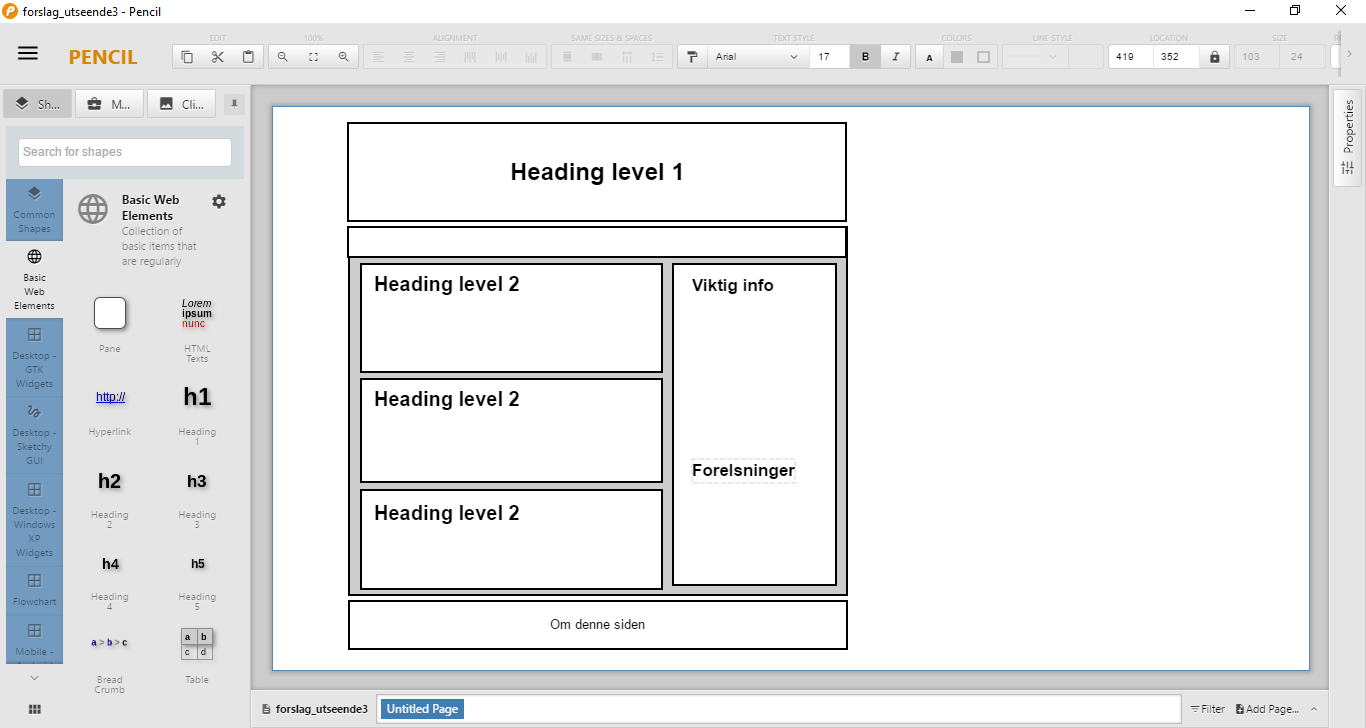 forslag_utseende3 - Pencil
PENCIL
EDIT
100%
ALIGNMENT
SAME SIZES & SPACES
TEXT STYLE
COLORS
LINE STYLE
LOCATION
SIZE
Arial
17
B
I
A
419
352
103
24
Sh...
M...
Cli...
Search for shapes
Common
Shapes
Basic
Web
Elements
Desktop -
GTK
Widgets
Desktop -
Sketchy
GUI
Desktop -
Windows
XP
Widgets
Flowchart
Mobile -
Basic Web
Elements
Collection of
basic items that
are regularly
Pane
Lorem
ipsum
nunc
HTML
Texts
http://
Hyperlink
h1
Heading
1
h2
Heading
2
h3
Heading
3
h4
Heading
4
h5
Heading
5
a > b > c
Bread
Crumb
a b
c d
Table
Heading level 1
Heading level 2
Heading level 2
Heading level 2
Viktig info
Forelsninger
Om denne siden
Properties
forslag_utseende3
Untitled Page
Filter
Add Page...